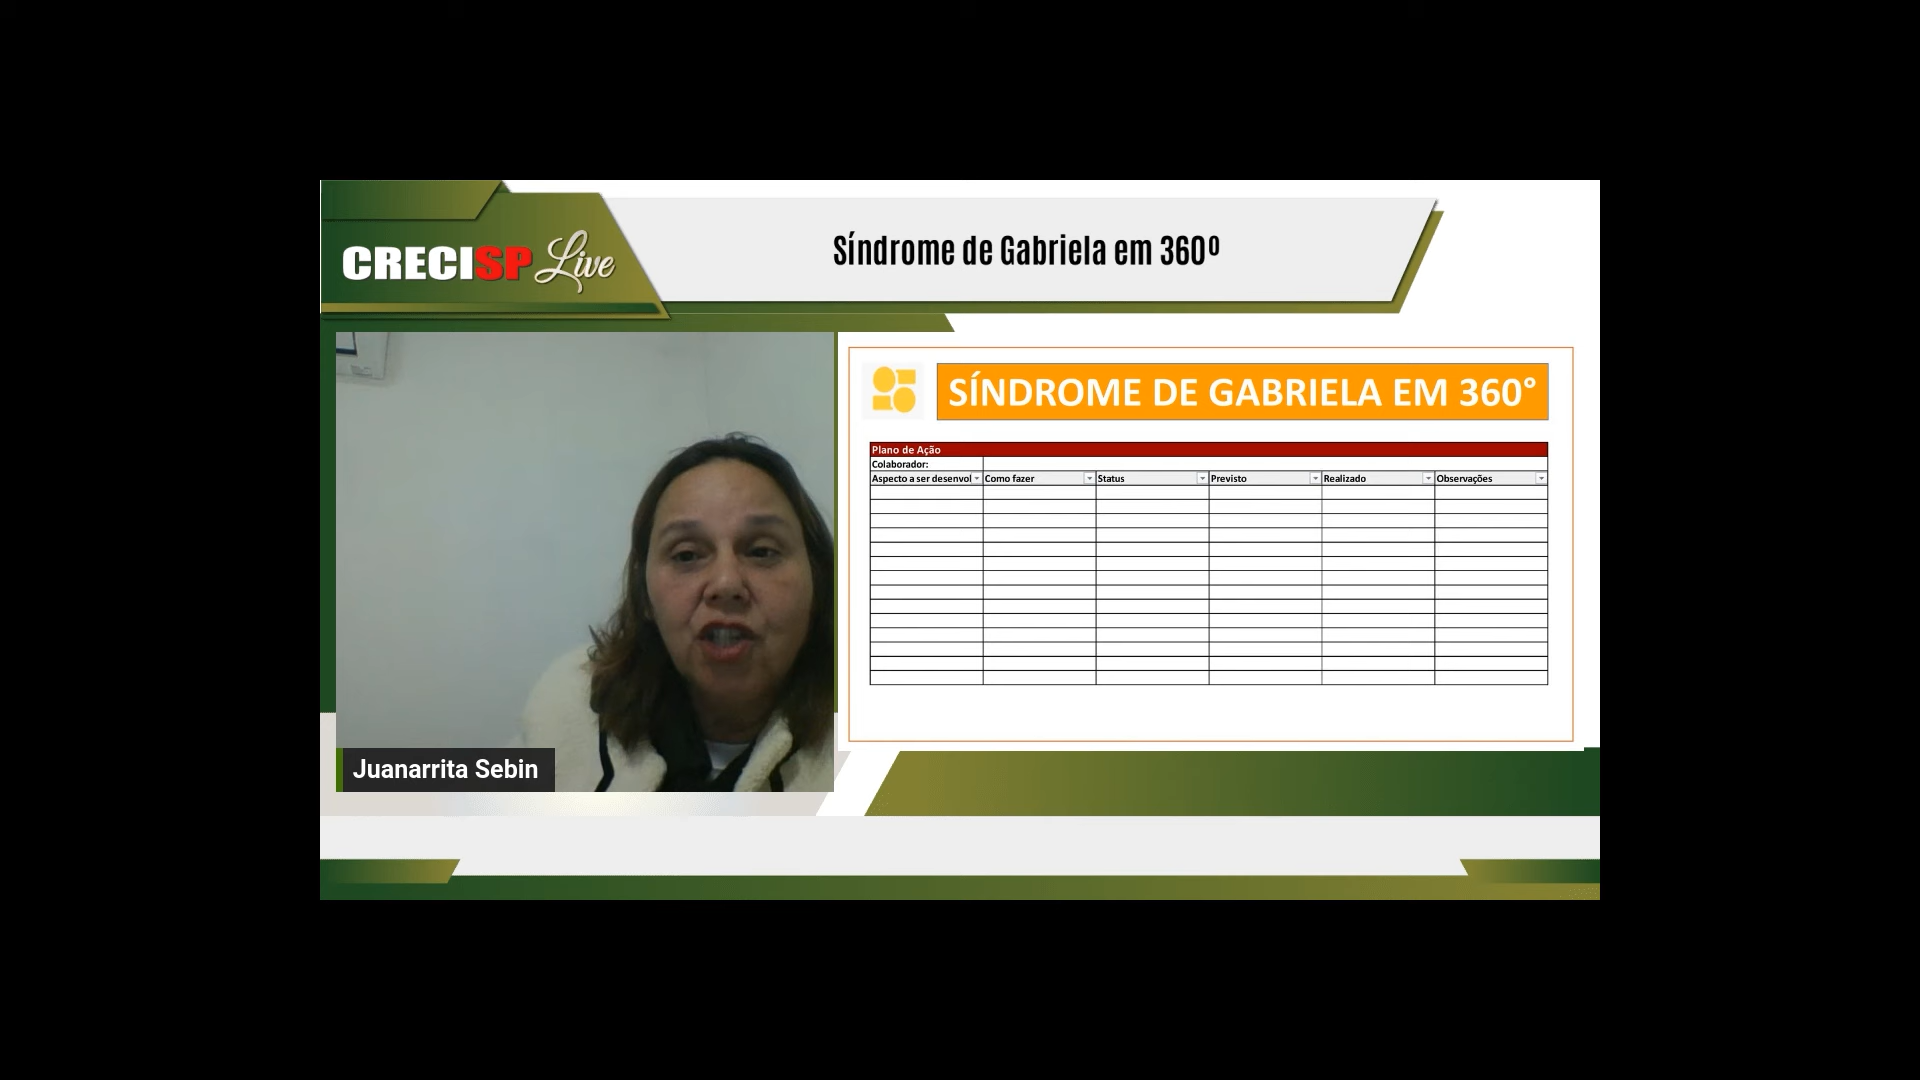 CRECISP Live
Síndrome de Gabriela em 360º
SÍNDROME DE GABRIELA EM 360°
Plano de Ação
Colaborador:
Aspecto a ser desenvol Como fazer Status Previsto Realizado Observações
Juanarrita Sebin